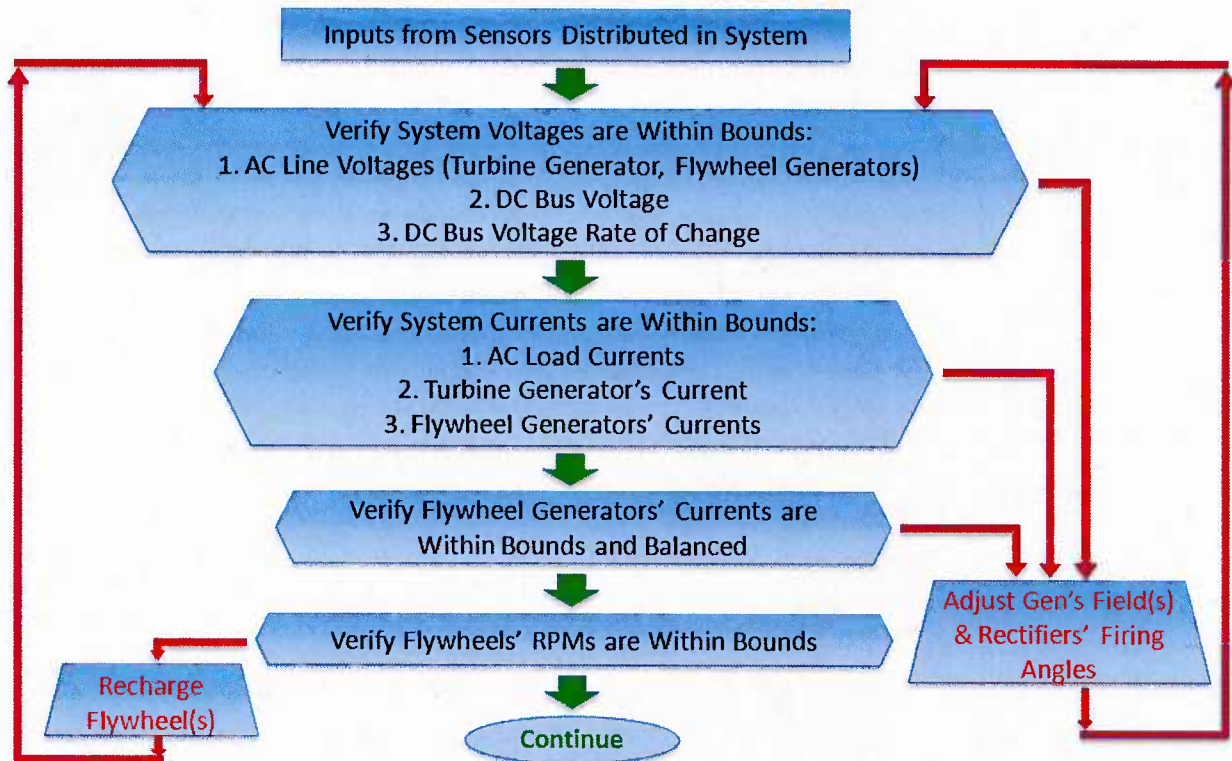 Inputs from Sensors Distributed in System
Verify System Voltages are Within Bounds:
1. AC Line Voltages (Turbine Generator, Flywheel Generators)
2. DC Bus Voltage
3. DC Bus Voltage Rate of Change
Verify System Currents are Within Bounds:
1. AC Load Currents
2. Turbine Generator’s Current
3. Flywheel Generators’ Currents
Verify Flywheel Generators’ Currents are
Within Bounds and Balanced
Adjust Gen’s Field(s)
& Rectifiers’ Firing
Angles
Verify Flywheels’ RPMs are Within Bounds
Recharge
Flywheel(s)
Continue